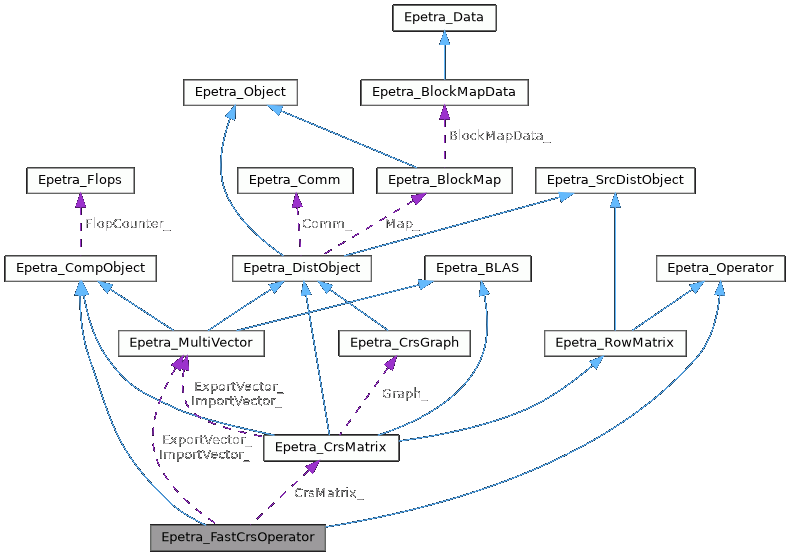 Epetra_Data
Epetra_Object
Epetra_BlockMapData
BlockMapData_
Epetra_Flops
Epetra_Comm
Epetra_BlockMap
Epetra_SrcDistObject
FlopCounter_
Comm_
Map_
Epetra_CompObject
Epetra_DistObject
Epetra_BLAS
Epetra_Operator
Epetra_MultiVector
Epetra_CrsGraph
Epetra_RowMatrix
ExportVector_
ImportVector_
Graph_
Epetra_CrsMatrix
ExportVector_
ImportVector_
CrsMatrix_
Epetra_FastCrsOperator